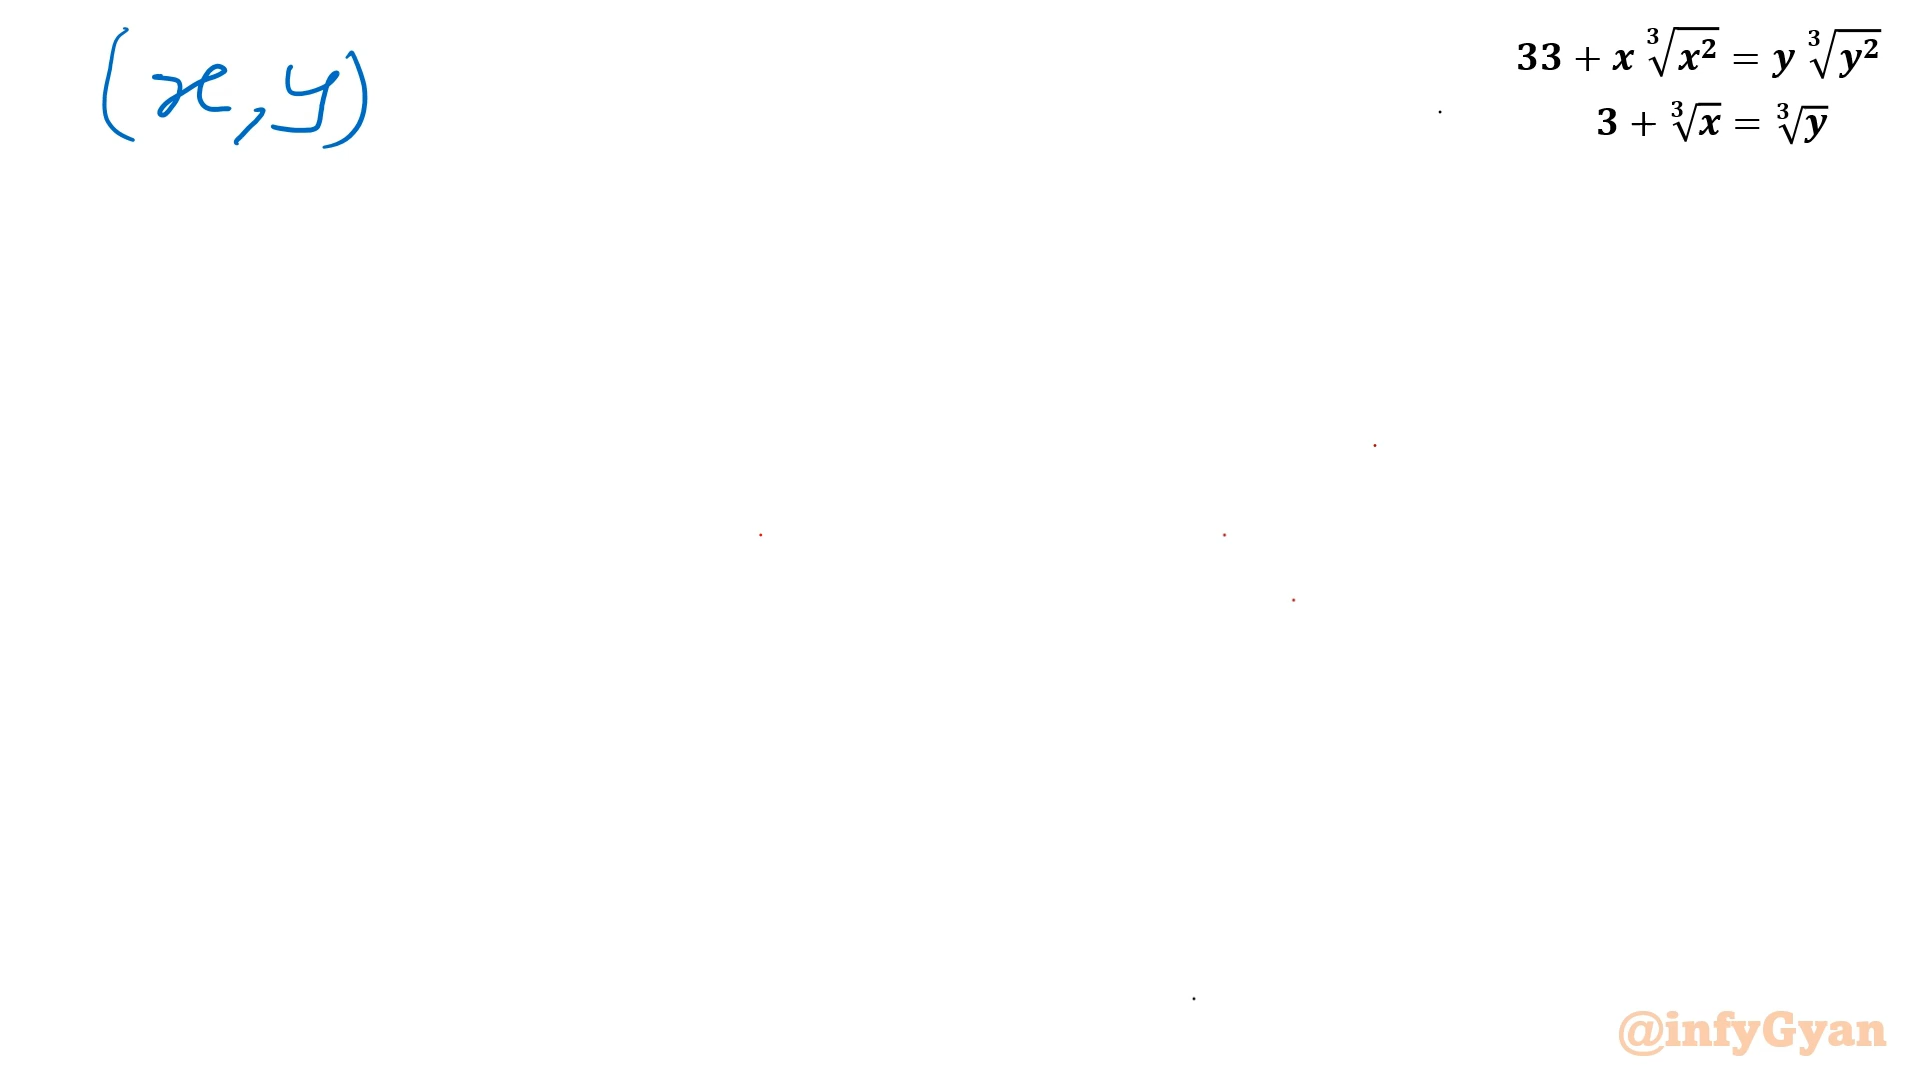 (x, y)
33 + x ∛x² = y ∛y²
3 + ∛x = ∛y
@infyGyan